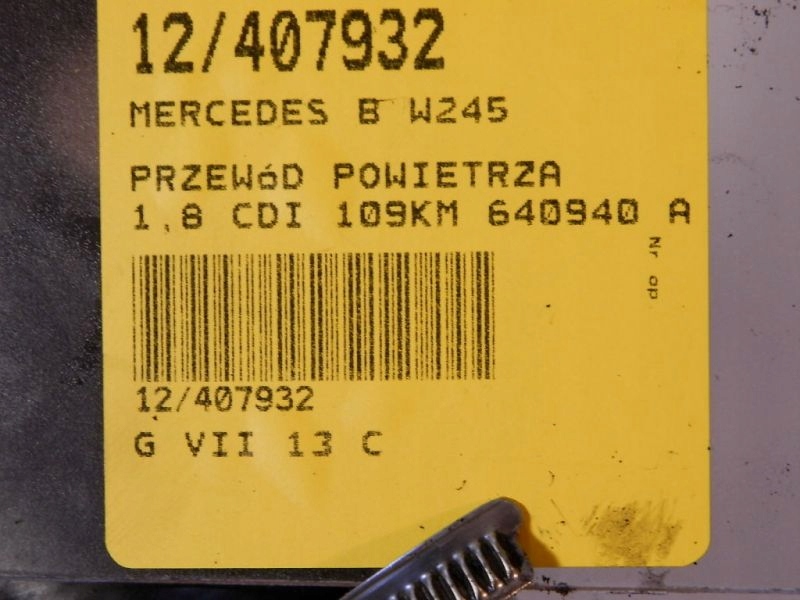 12/407932
MERCEDES B W245
PRZEWóD POWIETRZA
1,8 CDI 109KM 640940 A
Nr op
12/407932
G VII 13 C